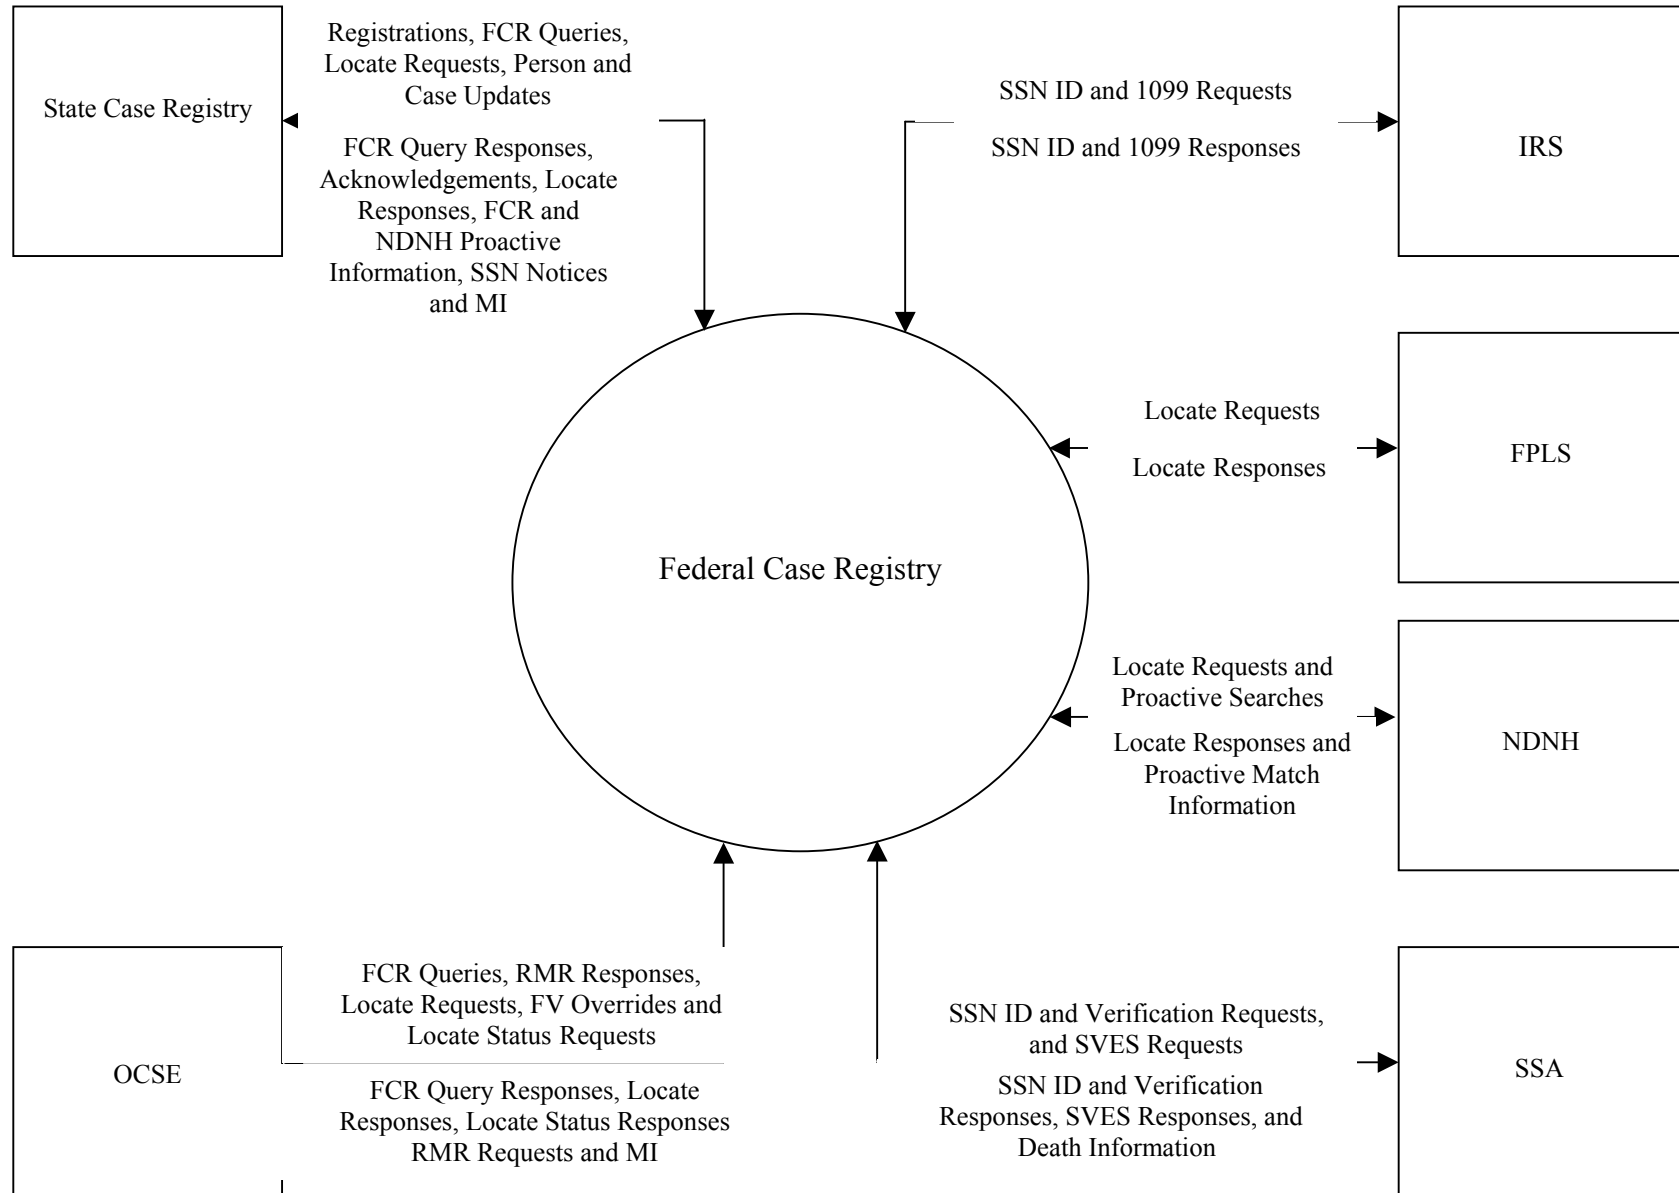 State Case Registry
Registrations, FCR Queries,
Locate Requests, Person and
Case Updates
FCR Query Responses,
Acknowledgements, Locate
Responses, FCR and
NDNH Proactive
Information, SSN Notices
and MI
SSN ID and 1099 Requests
SSN ID and 1099 Responses
IRS
Locate Requests
Locate Responses
FPLS
Federal Case Registry
Locate Requests and
Proactive Searches
Locate Responses and
Proactive Match
Information
NDNH
OCSE
FCR Queries, RMR Responses,
Locate Requests, FV Overrides and
Locate Status Requests
FCR Query Responses, Locate
Responses, Locate Status Responses
RMR Requests and MI
SSN ID and Verification Requests,
and SVES Requests
SSN ID and Verification
Responses, SVES Responses, and
Death Information
SSA